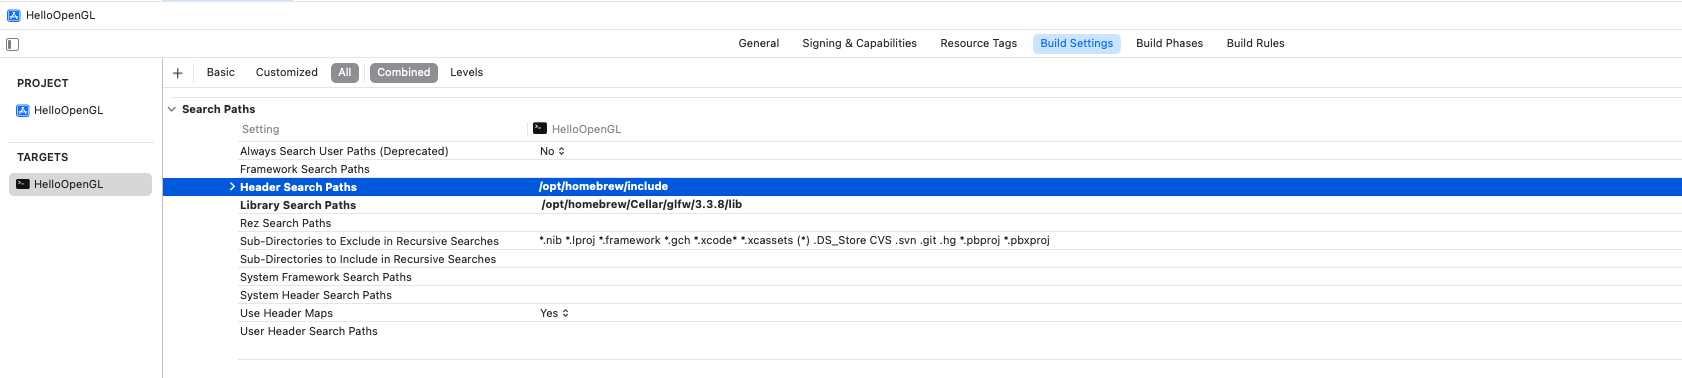 HelloOpenGL
General Signing & Capabilities Resource Tags Build Settings Build Phases Build Rules
PROJECT
HelloOpenGL
TARGETS
HelloOpenGL
+ Basic Customized All Combined Levels
Search Paths
Setting HelloOpenGL
Always Search User Paths (Deprecated) No
Framework Search Paths
Header Search Paths /opt/homebrew/include
Library Search Paths /opt/homebrew/Cellar/glfw/3.3.8/lib
Rez Search Paths
Sub-Directories to Exclude in Recursive Searches *.nib *.lproj *.framework *.gch *.xcode* *.xcassets (*) .DS_Store CVS .svn .git .hg *.pbproj *.pbxproj
Sub-Directories to Include in Recursive Searches
System Framework Search Paths
System Header Search Paths
Use Header Maps Yes
User Header Search Paths